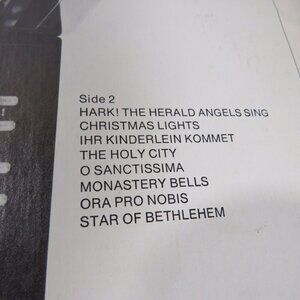 Side 2
HARK! THE HERALD ANGELS SING
CHRISTMAS LIGHTS
IHR KINDERLEIN KOMMET
THE HOLY CITY
O SANCTISSIMA
MONASTERY BELLS
ORA PRO NOBIS
STAR OF BETHLEHEM